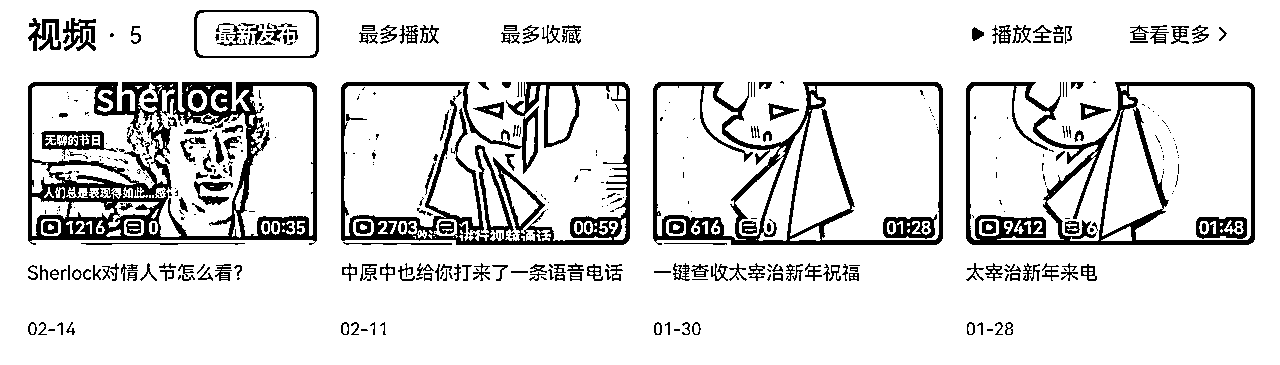 视频 · 5 最新发布 最多播放 最多收藏 播放全部 查看更多 >
sherlock
无聊的节日
人们总是表现得如此...感性
1216 0 00:35 2703 1 00:59 616 0 01:28 9412 6 01:48
Sherlock对情人节怎么看? 中原中也给你打来了一条语音电话 一键查收太宰治新年祝福 太宰治新年来电
02-14 02-11 01-30 01-28